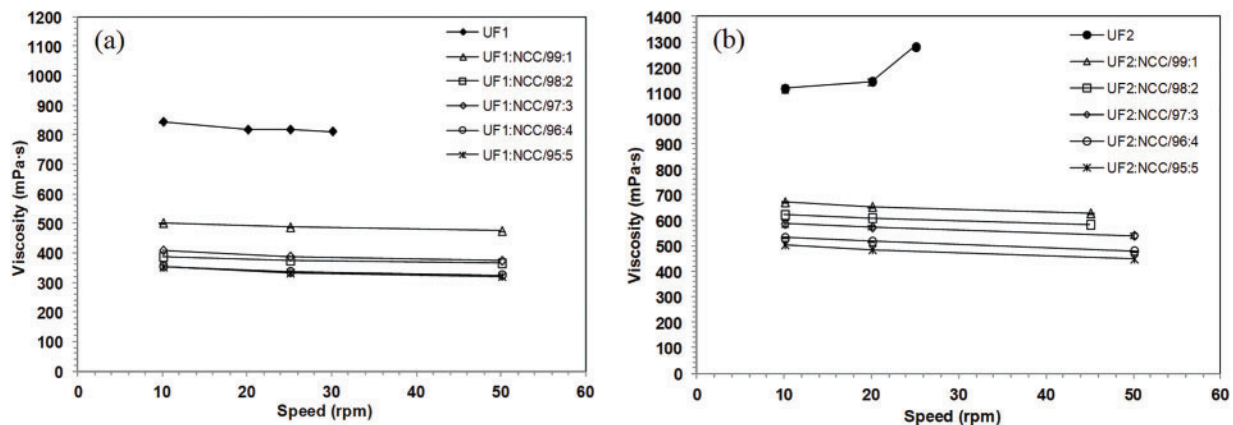 (a)
1200
1100
1000
900
800
700
600
500
400
300
200
100
0
Viscosity (mPa·s)
0 10 20 30 40 50 60
Speed (rpm)
UF1
UF1:NCC/99:1
UF1:NCC/98:2
UF1:NCC/97:3
UF1:NCC/96:4
UF1:NCC/95:5
(b)
1400
1300
1200
1100
1000
900
800
700
600
500
400
300
200
100
0
Viscosity (mPa·s)
0 10 20 30 40 50 60
Speed (rpm)
UF2
UF2:NCC/99:1
UF2:NCC/98:2
UF2:NCC/97:3
UF2:NCC/96:4
UF2:NCC/95:5